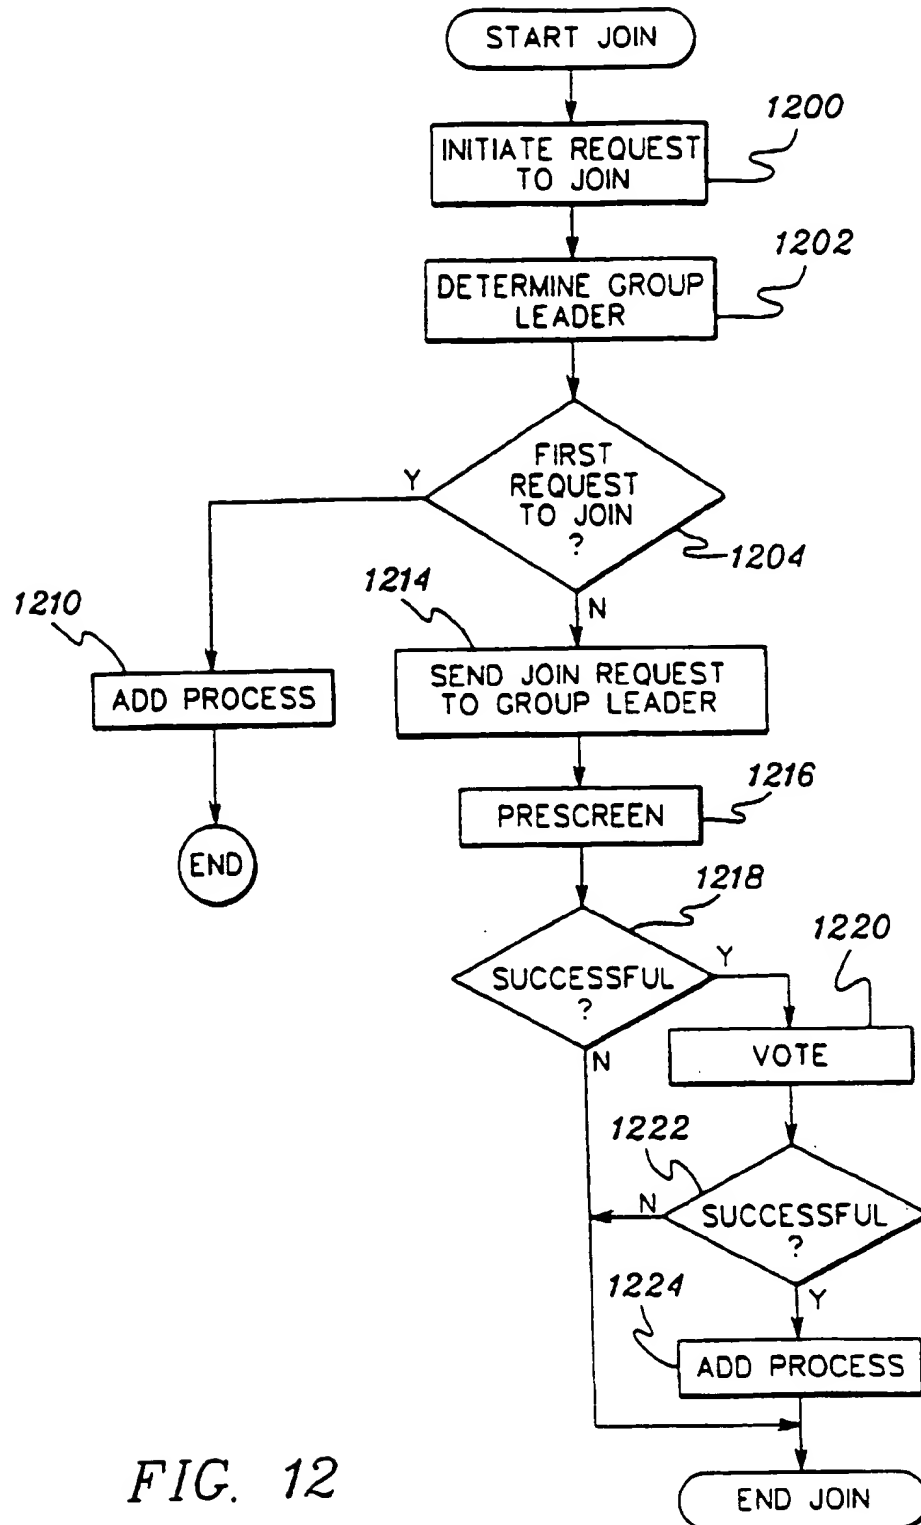 START JOIN
1200
INITIATE REQUEST
TO JOIN
1202
DETERMINE GROUP
LEADER
FIRST
REQUEST
TO JOIN
?
Y
1204
N
1210
ADD PROCESS
END
1214
SEND JOIN REQUEST
TO GROUP LEADER
1216
PRESCREEN
1218
SUCCESSFUL
?
Y
N
1220
VOTE
1222
SUCCESSFUL
?
N
Y
1224
ADD PROCESS
END JOIN
FIG. 12